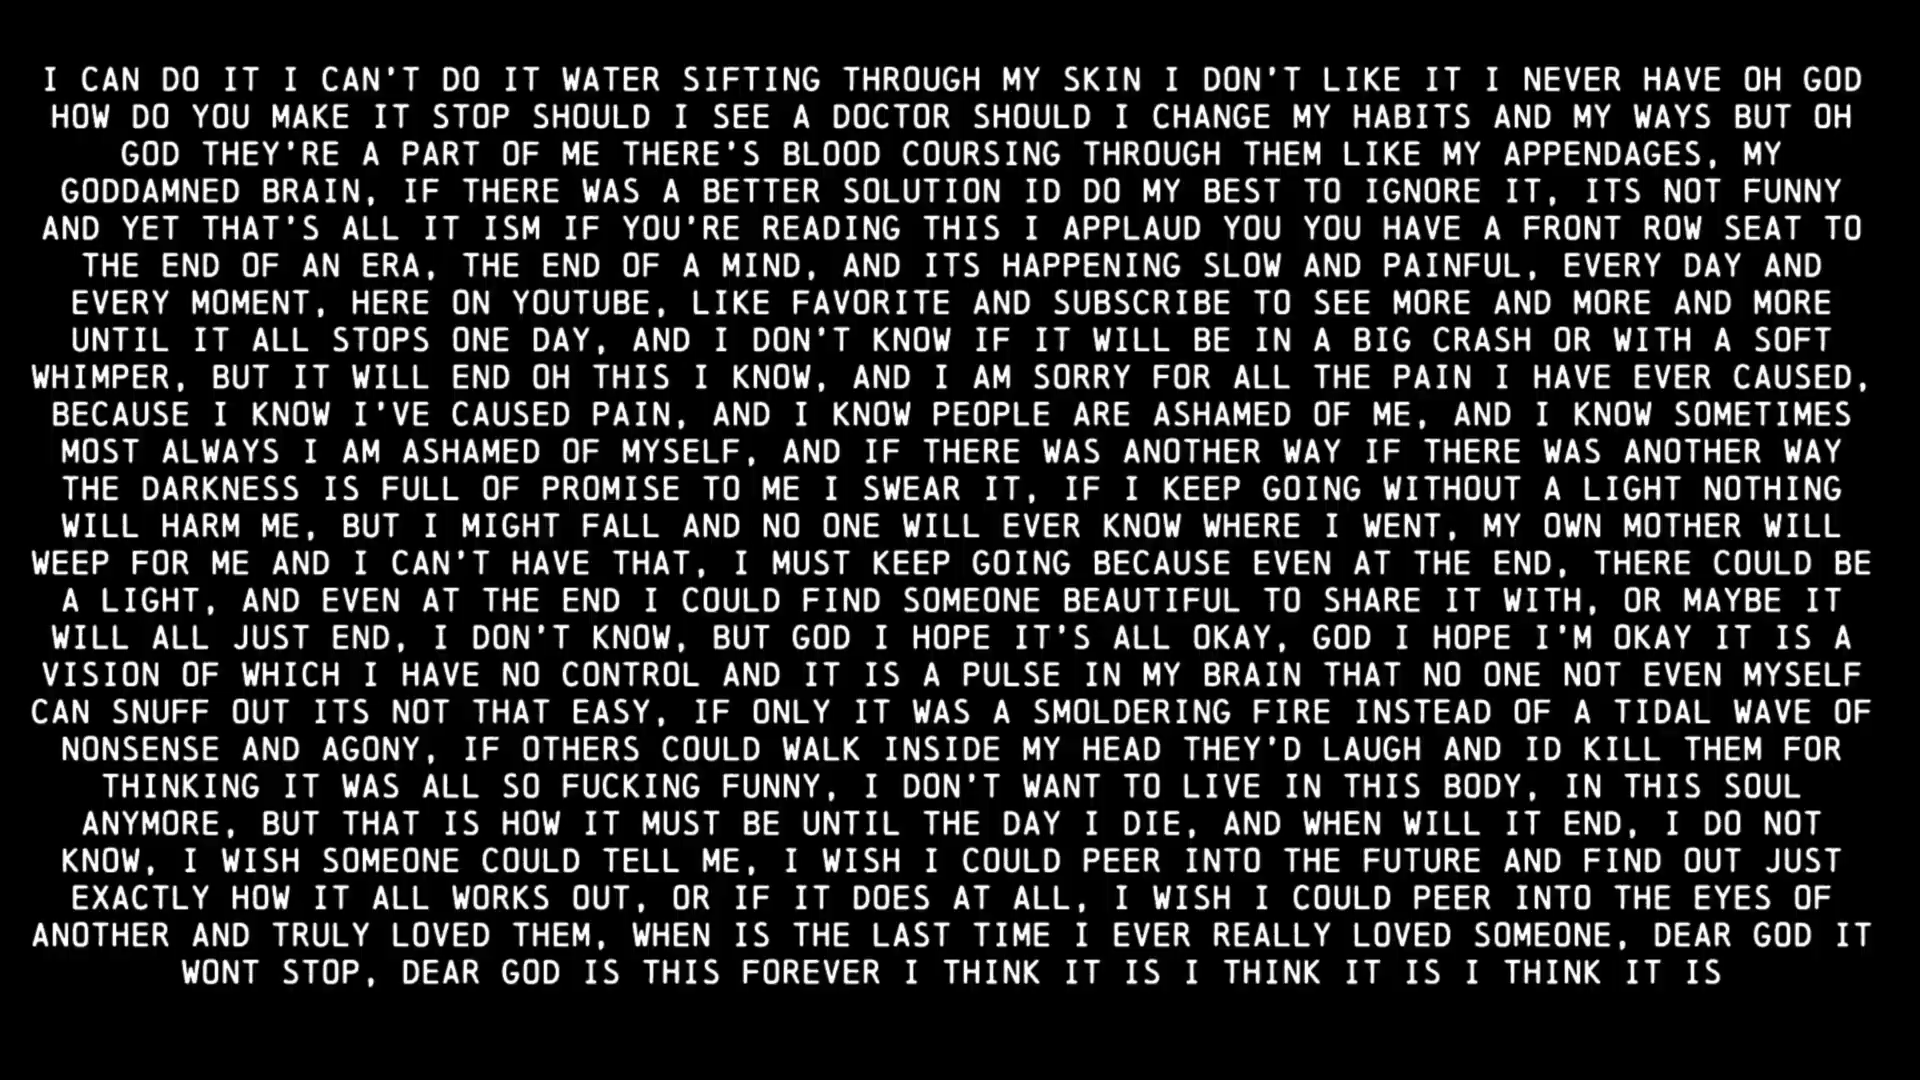 I CAN DO IT I CAN'T DO IT WATER SIFTING THROUGH MY SKIN I DON'T LIKE IT I NEVER HAVE OH GOD
HOW DO YOU MAKE IT STOP SHOULD I SEE A DOCTOR SHOULD I CHANGE MY HABITS AND MY WAYS BUT OH
GOD THEY'RE A PART OF ME THERE'S BLOOD COURSING THROUGH THEM LIKE MY APPENDAGES, MY
GODDAMNED BRAIN, IF THERE WAS A BETTER SOLUTION ID DO MY BEST TO IGNORE IT, ITS NOT FUNNY
AND YET THAT'S ALL IT ISM IF YOU'RE READING THIS I APPLAUD YOU YOU HAVE A FRONT ROW SEAT TO
THE END OF AN ERA, THE END OF A MIND, AND ITS HAPPENING SLOW AND PAINFUL, EVERY DAY AND
EVERY MOMENT, HERE ON YOUTUBE, LIKE FAVORITE AND SUBSCRIBE TO SEE MORE AND MORE AND MORE
UNTIL IT ALL STOPS ONE DAY, AND I DON'T KNOW IF IT WILL BE IN A BIG CRASH OR WITH A SOFT
WHIMPER, BUT IT WILL END OH THIS I KNOW, AND I AM SORRY FOR ALL THE PAIN I HAVE EVER CAUSED,
BECAUSE I KNOW I'VE CAUSED PAIN, AND I KNOW PEOPLE ARE ASHAMED OF ME, AND I KNOW SOMETIMES
MOST ALWAYS I AM ASHAMED OF MYSELF, AND IF THERE WAS ANOTHER WAY IF THERE WAS ANOTHER WAY
THE DARKNESS IS FULL OF PROMISE TO ME I SWEAR IT, IF I KEEP GOING WITHOUT A LIGHT NOTHING
WILL HARM ME, BUT I MIGHT FALL AND NO ONE WILL EVER KNOW WHERE I WENT, MY OWN MOTHER WILL
WEEP FOR ME AND I CAN'T HAVE THAT, I MUST KEEP GOING BECAUSE EVEN AT THE END, THERE COULD BE
A LIGHT, AND EVEN AT THE END I COULD FIND SOMEONE BEAUTIFUL TO SHARE IT WITH, OR MAYBE IT
WILL ALL JUST END, I DON'T KNOW, BUT GOD I HOPE IT'S ALL OKAY, GOD I HOPE I'M OKAY IT IS A
VISION OF WHICH I HAVE NO CONTROL AND IT IS A PULSE IN MY BRAIN THAT NO ONE NOT EVEN MYSELF
CAN SNUFF OUT ITS NOT THAT EASY, IF ONLY IT WAS A SMOLDERING FIRE INSTEAD OF A TIDAL WAVE OF
NONSENSE AND AGONY, IF OTHERS COULD WALK INSIDE MY HEAD THEY'D LAUGH AND ID KILL THEM FOR
THINKING IT WAS ALL SO FUCKING FUNNY, I DON'T WANT TO LIVE IN THIS BODY, IN THIS SOUL
ANYMORE, BUT THAT IS HOW IT MUST BE UNTIL THE DAY I DIE, AND WHEN WILL IT END, I DO NOT
KNOW, I WISH SOMEONE COULD TELL ME, I WISH I COULD PEER INTO THE FUTURE AND FIND OUT JUST
EXACTLY HOW IT ALL WORKS OUT, OR IF IT DOES AT ALL, I WISH I COULD PEER INTO THE EYES OF
ANOTHER AND TRULY LOVED THEM, WHEN IS THE LAST TIME I EVER REALLY LOVED SOMEONE, DEAR GOD IT
WONT STOP, DEAR GOD IS THIS FOREVER I THINK IT IS I THINK IT IS I THINK IT IS